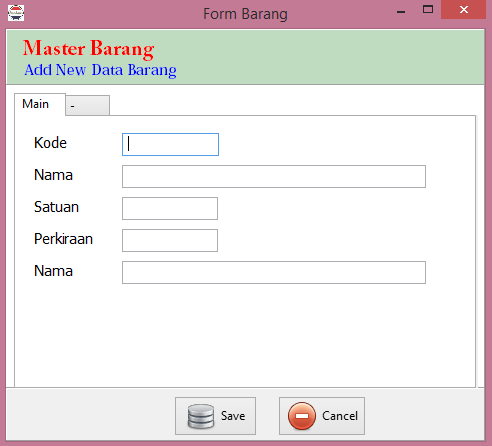 Form Barang
Master Barang
Add New Data Barang
Main -
Kode
Nama
Satuan
Perkiraan
Nama
Save Cancel